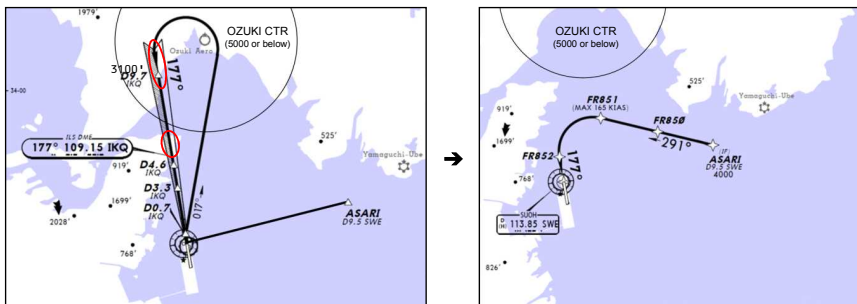 1979'
OZUKI CTR
(5000 or below)
Ozuki Aero
3100'
D9.7
IKQ
177°
34-00
ILS DME
177° 109.15 IKQ
525'
Yamaguchi-Ube
D4.6
IKQ
919'
D3.3
IKQ
1699'
017°
2028'
D0.7
IKQ
ASARI
D9.5 SWE
768'
➔
OZUKI CTR
(5000 or below)
525'
Yamaguchi-Ube
FR851
(MAX 165 KIAS)
FR850
919'
1699'
291°
(IF)
ASARI
D9.5 SWE
4000
FR852
177°
768'
SUOH
D
(H) 113.85 SWE
826'